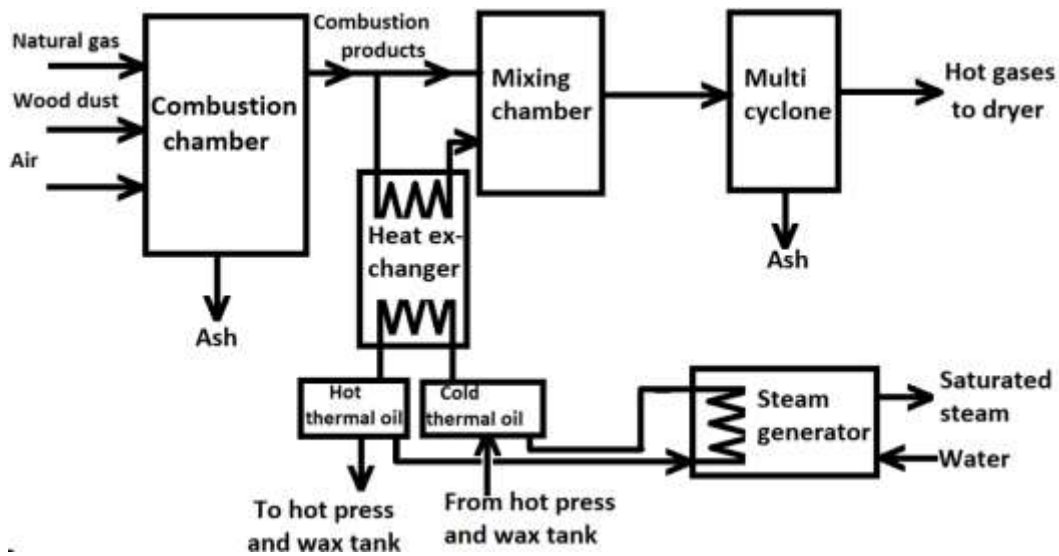 Natural gas
Wood dust
Air
Combustion
chamber
Ash
Combustion
products
Mixing
chamber
Multi
cyclone
Hot gases
to dryer
Ash
Heat ex-
changer
Hot
thermal oil
Cold
thermal oil
Steam
generator
Saturated
steam
Water
To hot press
and wax tank
From hot press
and wax tank